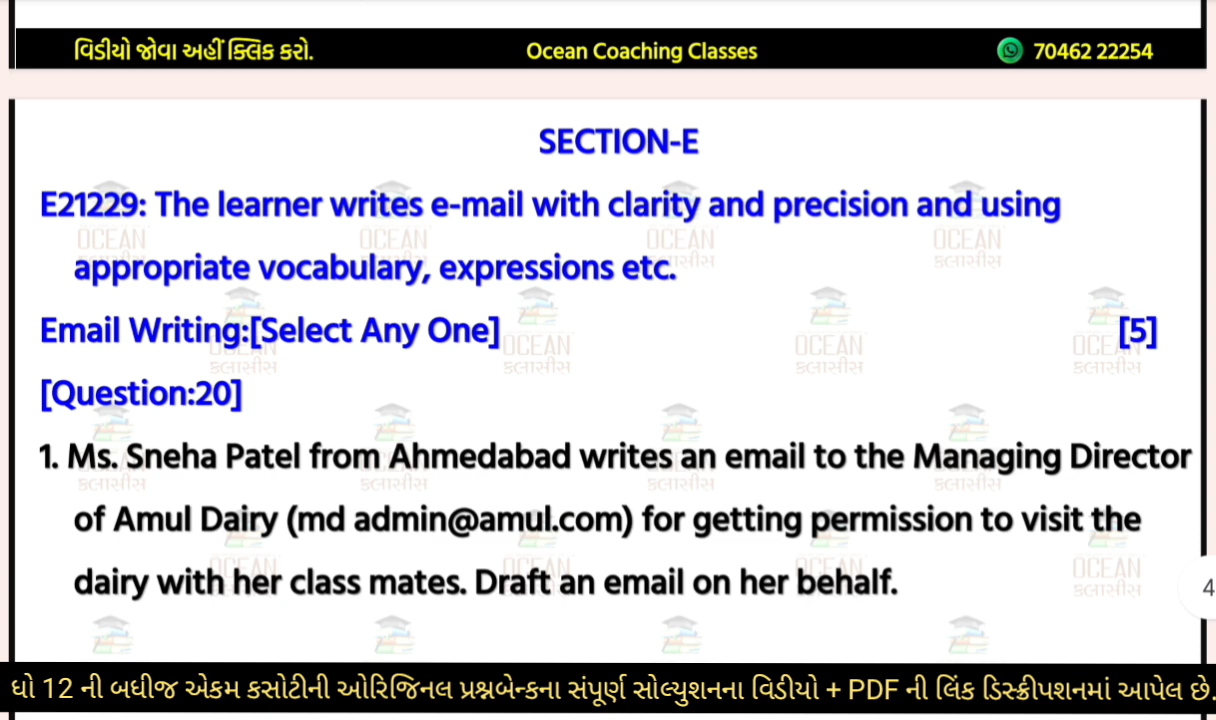 વિડીયો જોવા અહીં ક્લિક કરો. Ocean Coaching Classes 70462 22254
SECTION-E
E21229: The learner writes e-mail with clarity and precision and using
appropriate vocabulary, expressions etc.
Email Writing:[Select Any One] [5]
[Question:20]
1. Ms. Sneha Patel from Ahmedabad writes an email to the Managing Director
of Amul Dairy (md admin@amul.com) for getting permission to visit the
dairy with her class mates. Draft an email on her behalf.
4
ધો 12 ની બધીજ એકમ કસોટીની ઓરિજિનલ પ્રશ્નબેન્કના સંપૂર્ણ સોલ્યુશનના વિડીયો + PDF ની લિંક ડિસ્ક્રીપશનમાં આપેલ છે.